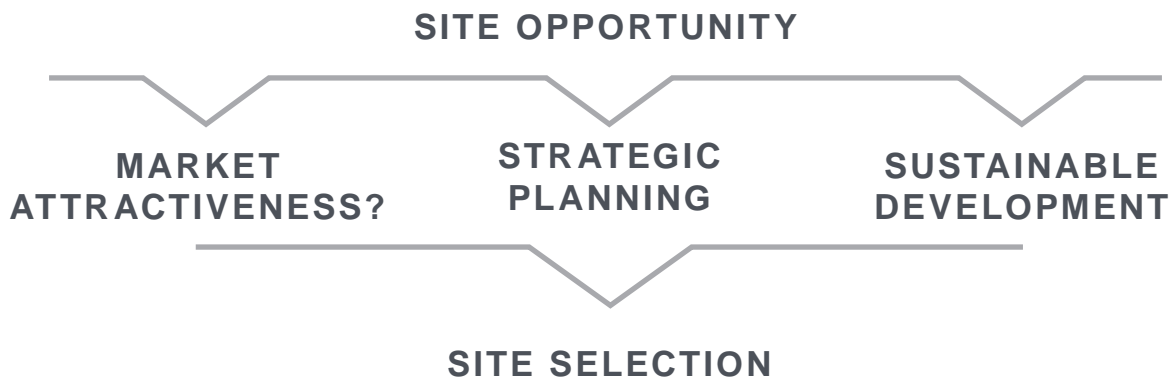 SITE OPPORTUNITY
MARKET
ATTRACTIVENESS?
STRATEGIC
PLANNING
SUSTAINABLE
DEVELOPMENT
SITE SELECTION